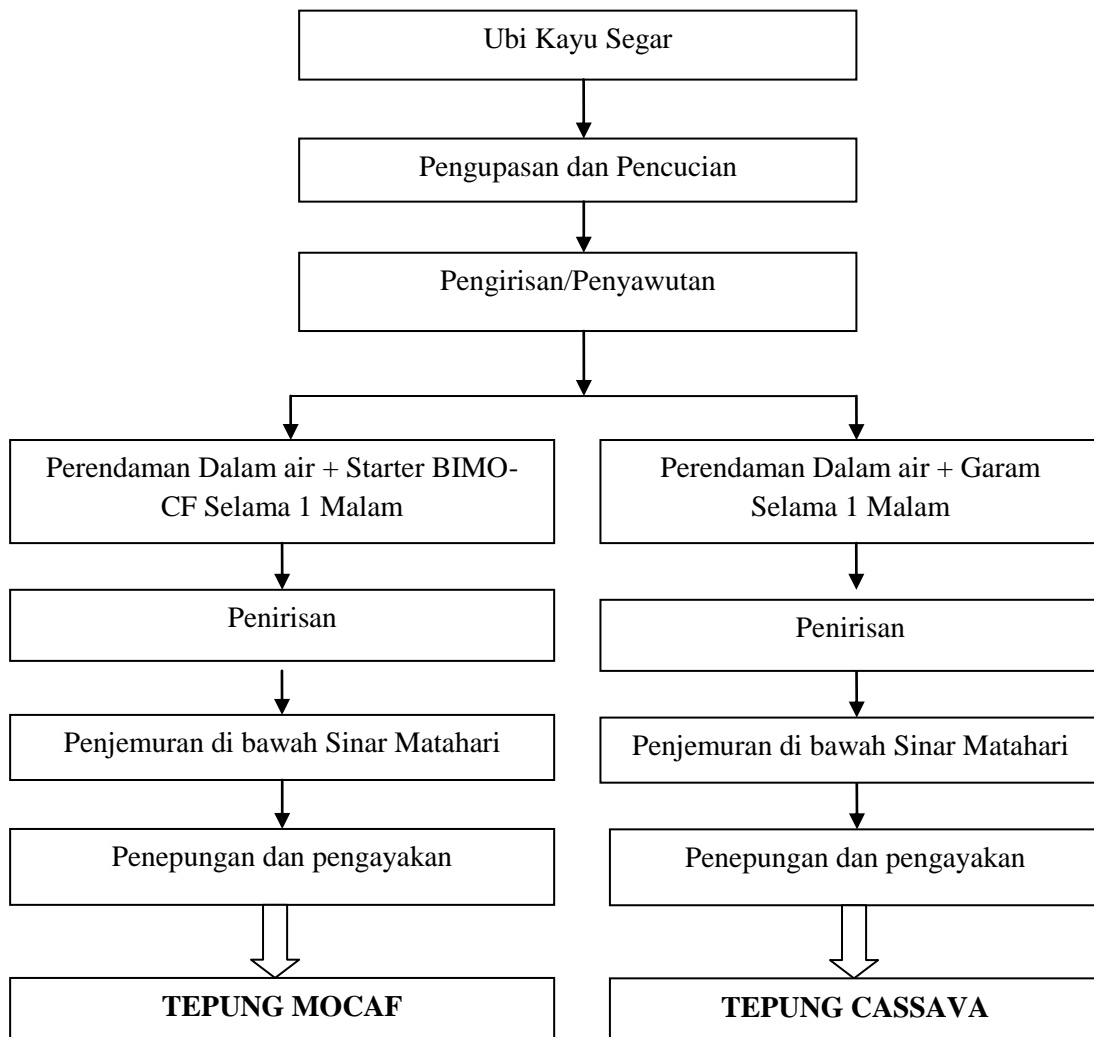 Ubi Kayu Segar
Pengupasan dan Pencucian
Pengirisan/Penyawutan
Perendaman Dalam air + Starter BIMO-
CF Selama 1 Malam
Penirisan
Penjemuran di bawah Sinar Matahari
Penepungan dan pengayakan
TEPUNG MOCAF
Perendaman Dalam air + Garam
Selama 1 Malam
Penirisan
Penjemuran di bawah Sinar Matahari
Penepungan dan pengayakan
TEPUNG CASSAVA